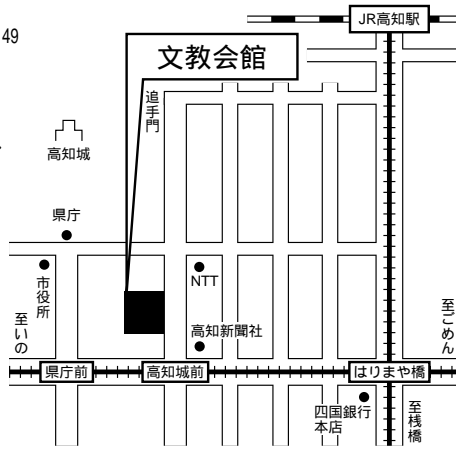 JR高知駅
49
文教会館
追手門
高知城
県庁
市役所
至いの
NTT
高知新聞社
至ごめん
県庁前
高知城前
はりまや橋
四国銀行
本店
至桟橋